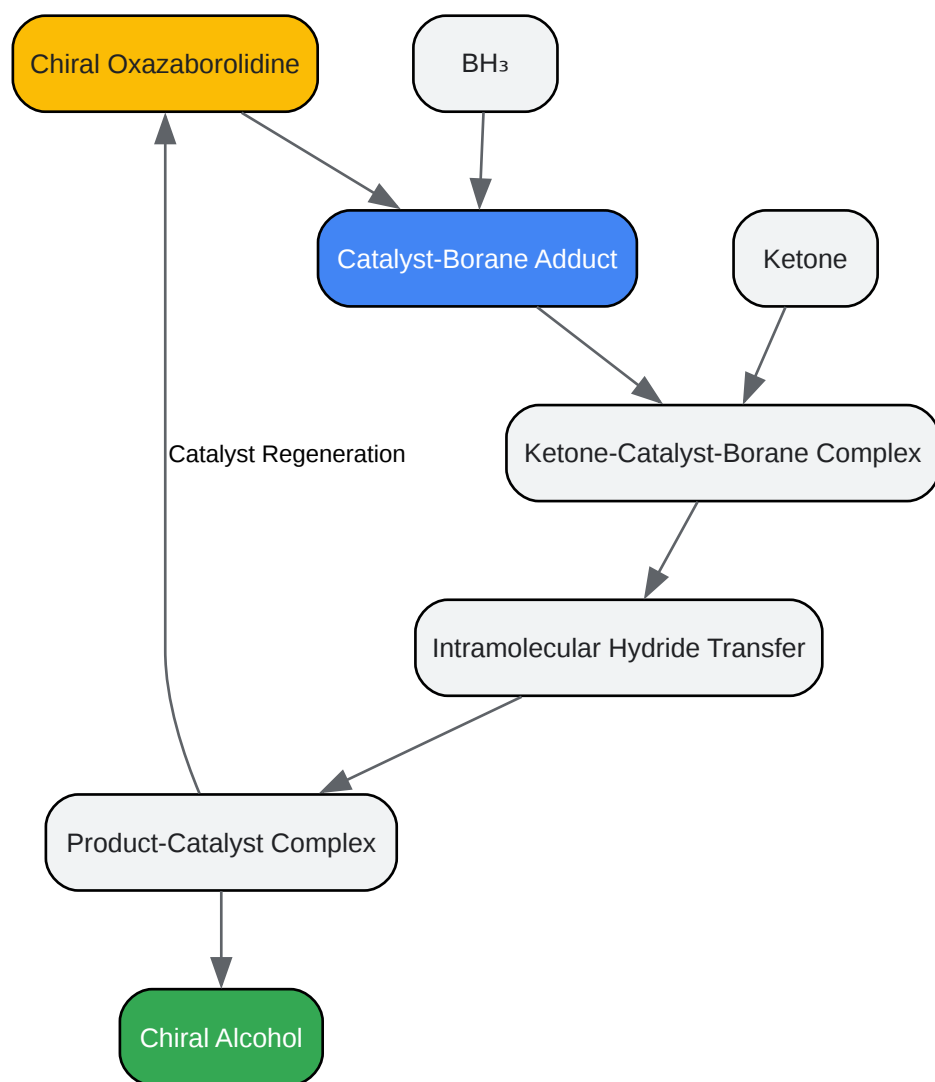 Chiral Oxazaborolidine
BH₃
Catalyst-Borane Adduct
Ketone
Catalyst Regeneration
Ketone-Catalyst-Borane Complex
Intramolecular Hydride Transfer
Product-Catalyst Complex
Chiral Alcohol